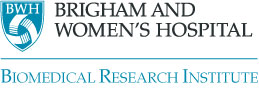 BWH
BRIGHAM AND
WOMEN'S HOSPITAL
BIOMEDICAL RESEARCH INSTITUTE